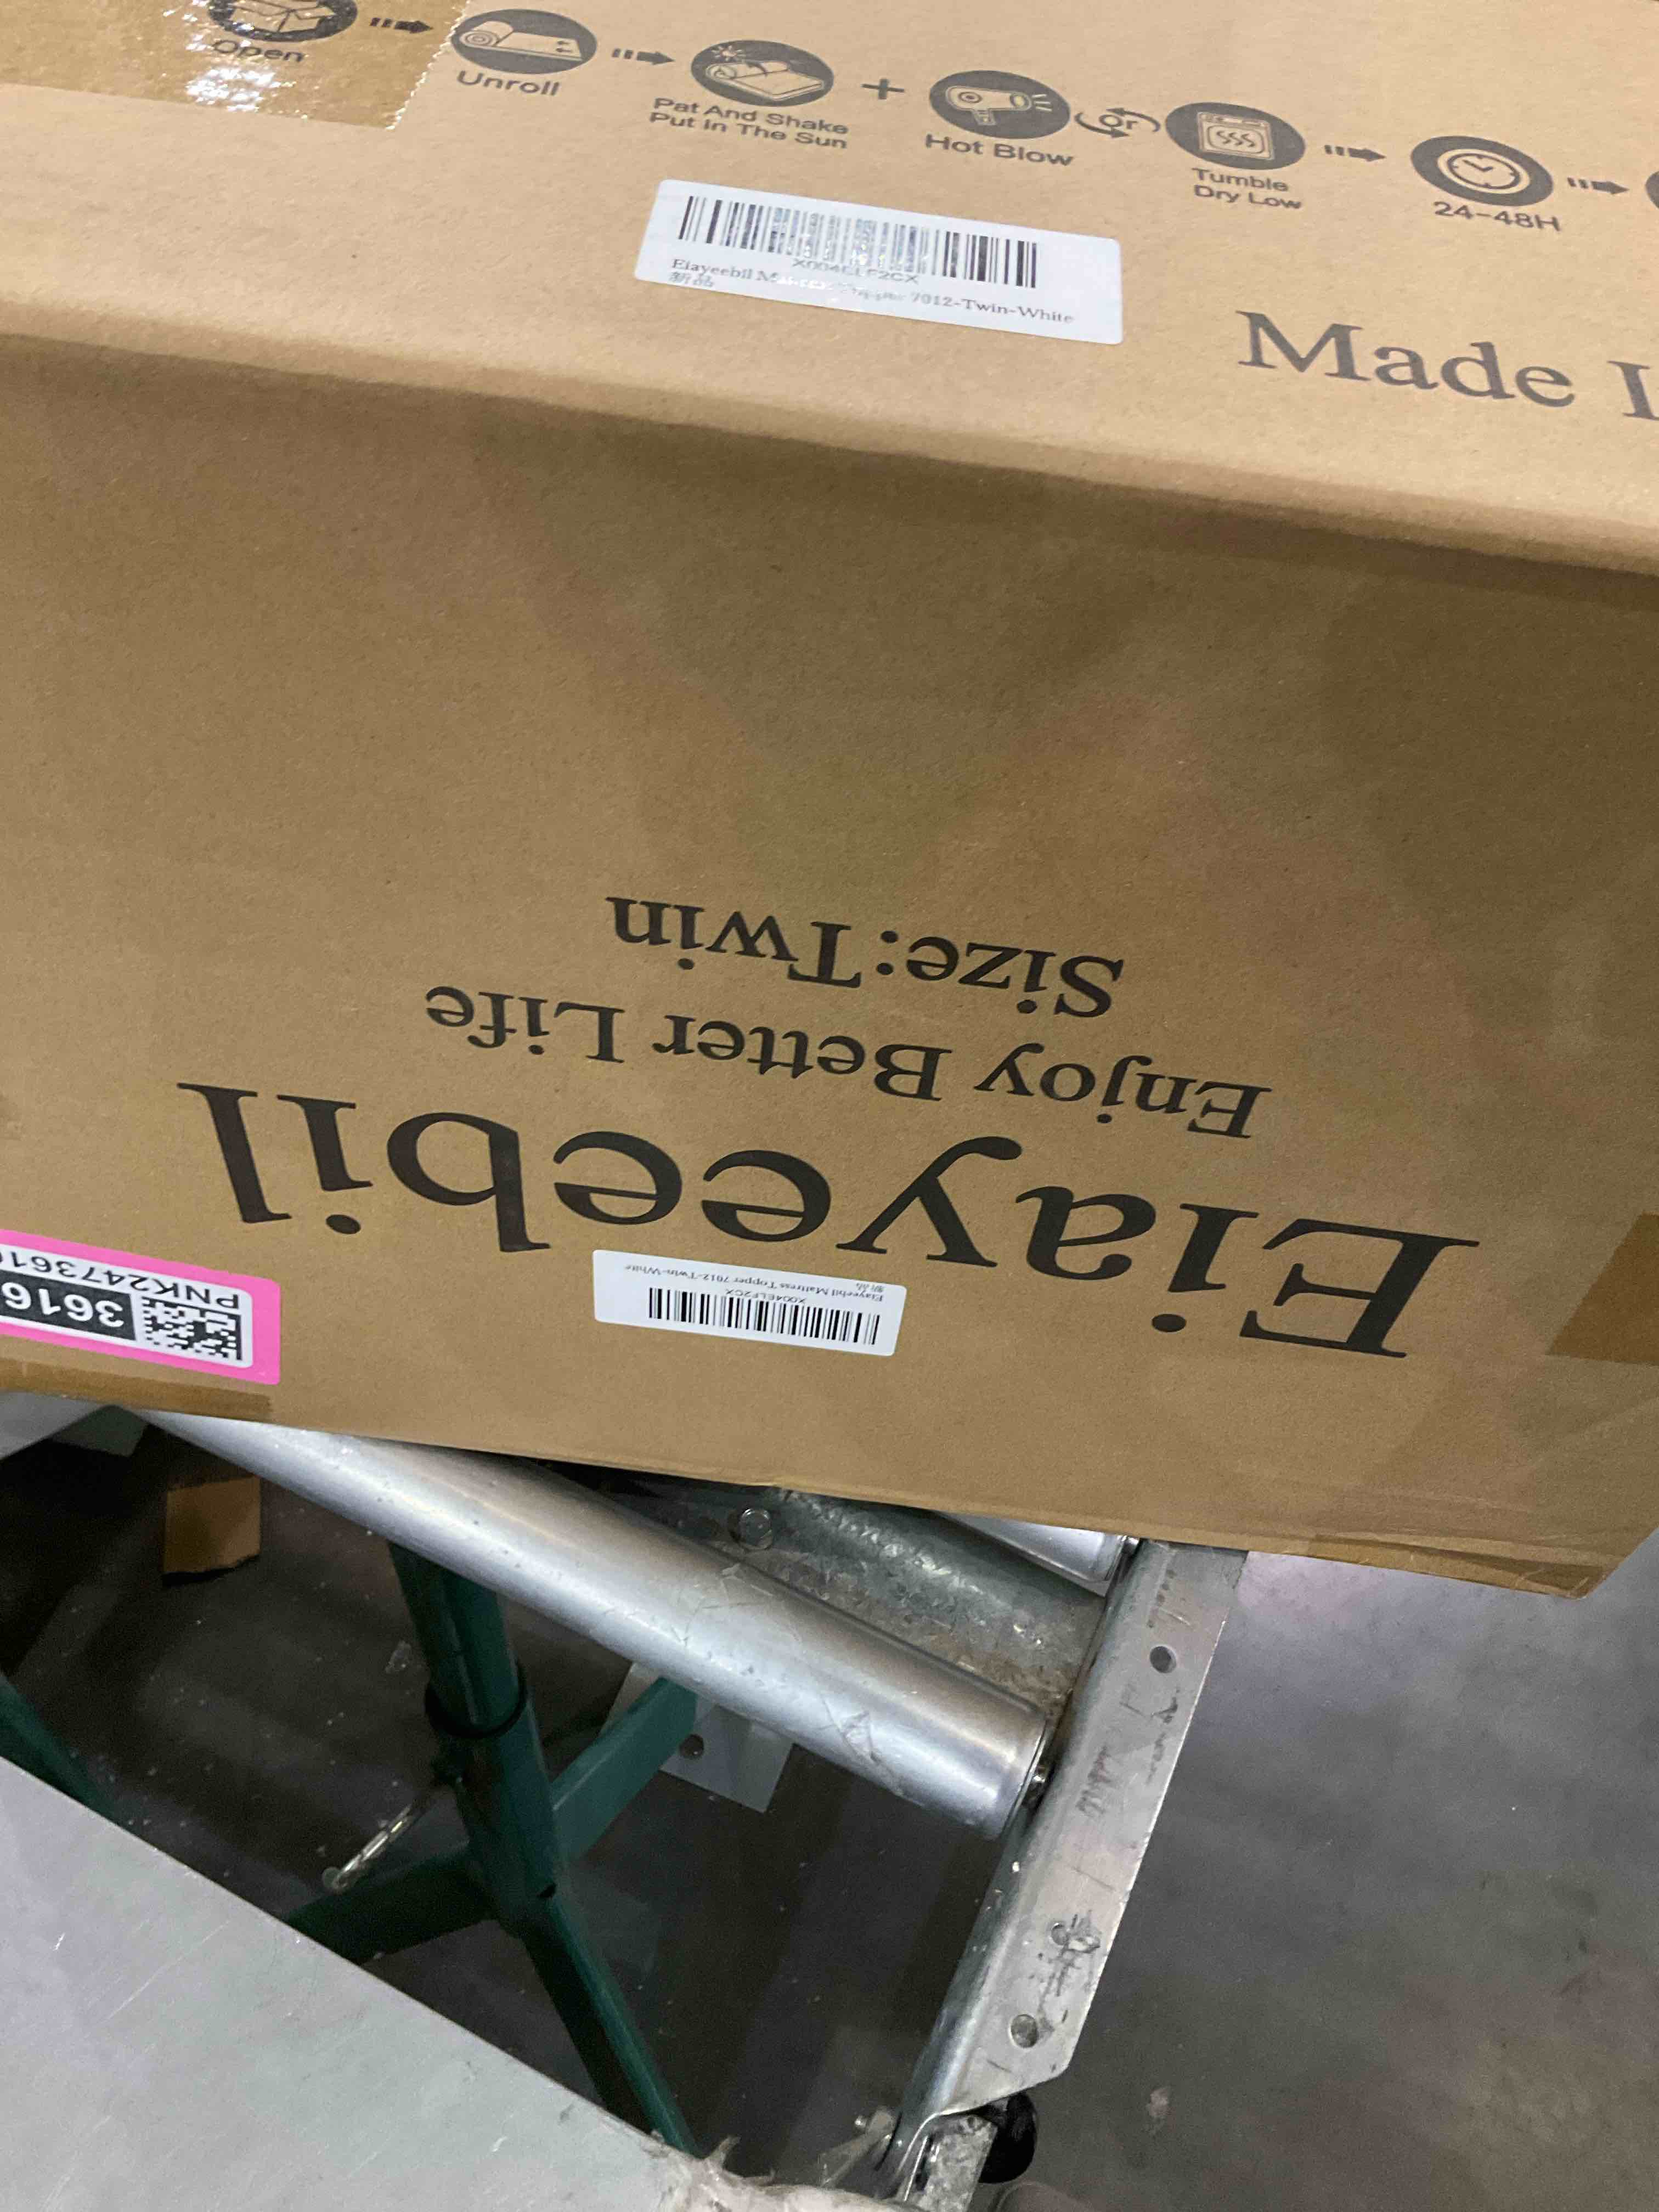 Open
Unroll
Pat And Shake
Put In The Sun
+
Hot Blow
or
Tumble
Dry Low
24-48H
X004ELF2CX
Eiayeebil 7012-Twin-White
新品
Made
Eiayeebil
Enjoy Better Life
Size:Twin
X004ELF2CX
Eiayeebil Mattress Topper 7012-Twin-White
新品
3616
PNK247361